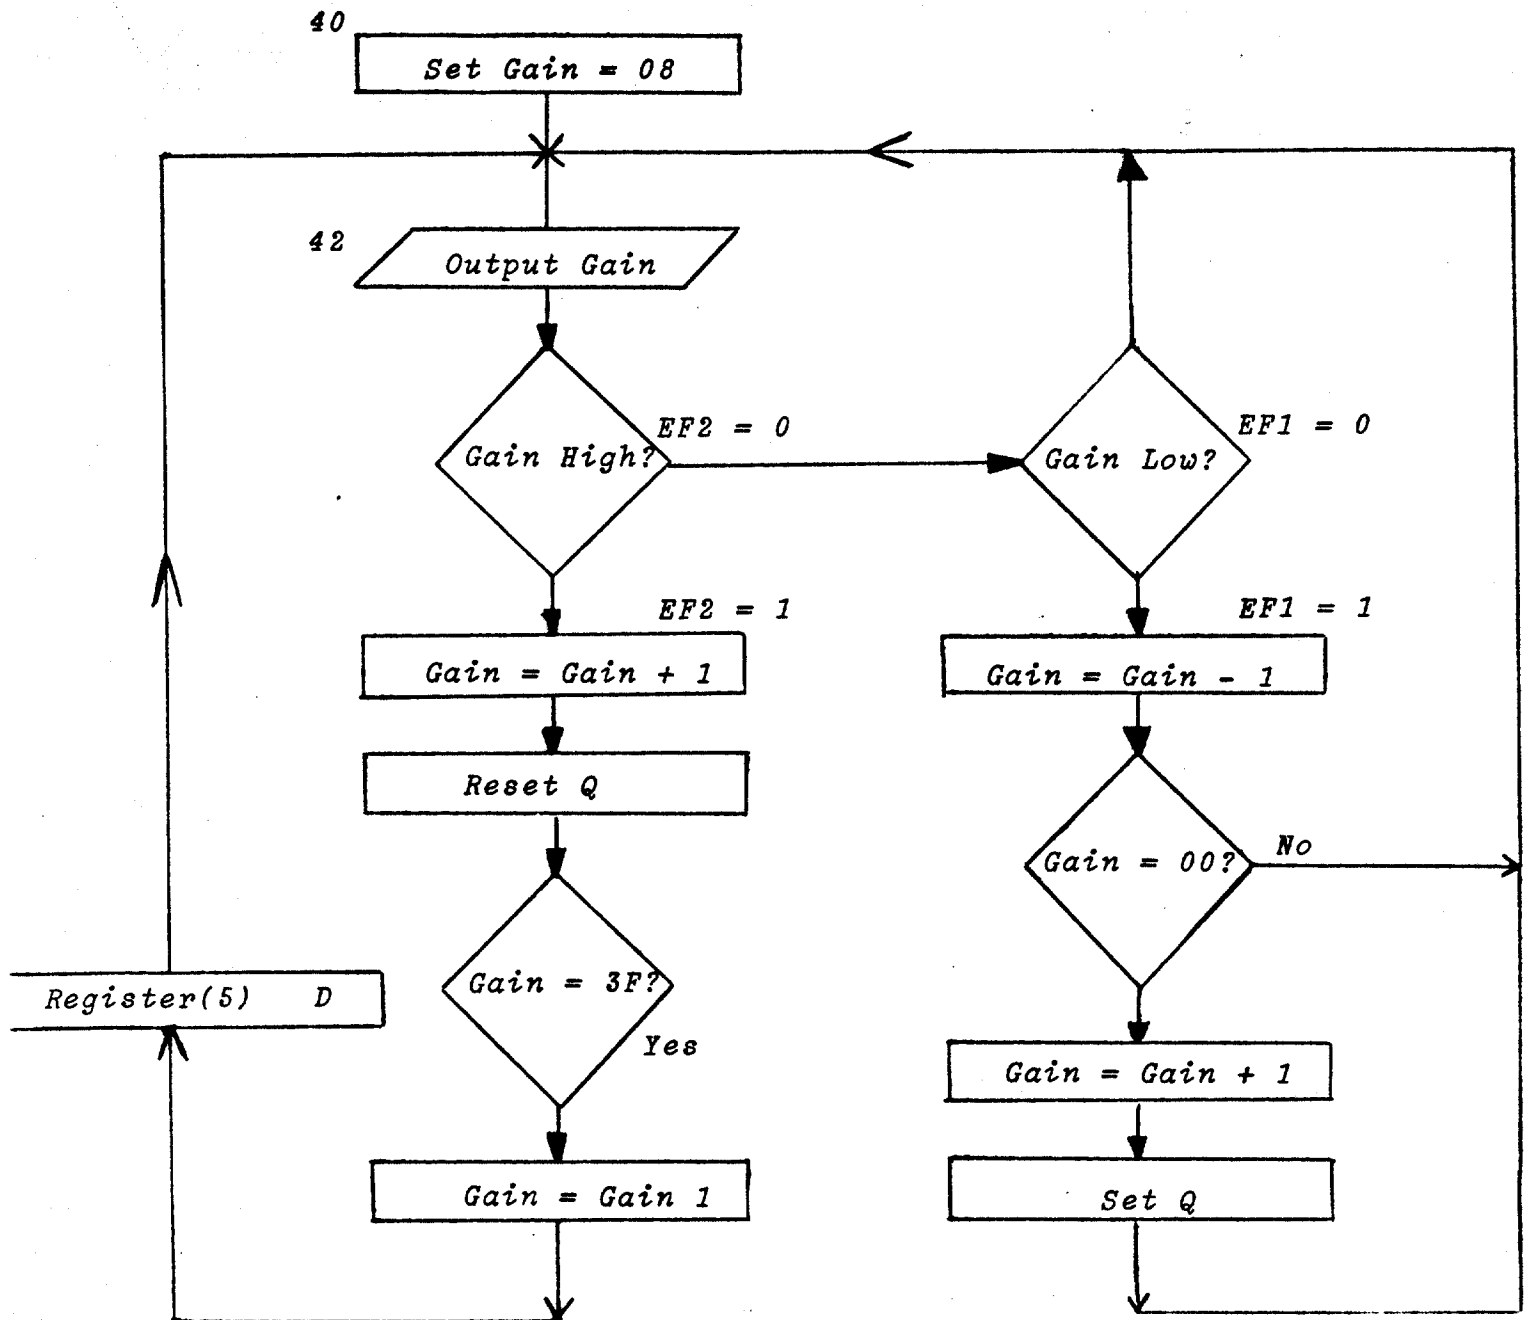 40
Set Gain = 08
42
Output Gain
EF2 = 0
Gain High?
EF1 = 0
Gain Low?
EF2 = 1
EF1 = 1
Gain = Gain + 1
Gain = Gain - 1
Reset Q
Gain = 00?
No
Gain = 3F?
Register(5) D
Yes
Gain = Gain + 1
Gain = Gain 1
Set Q